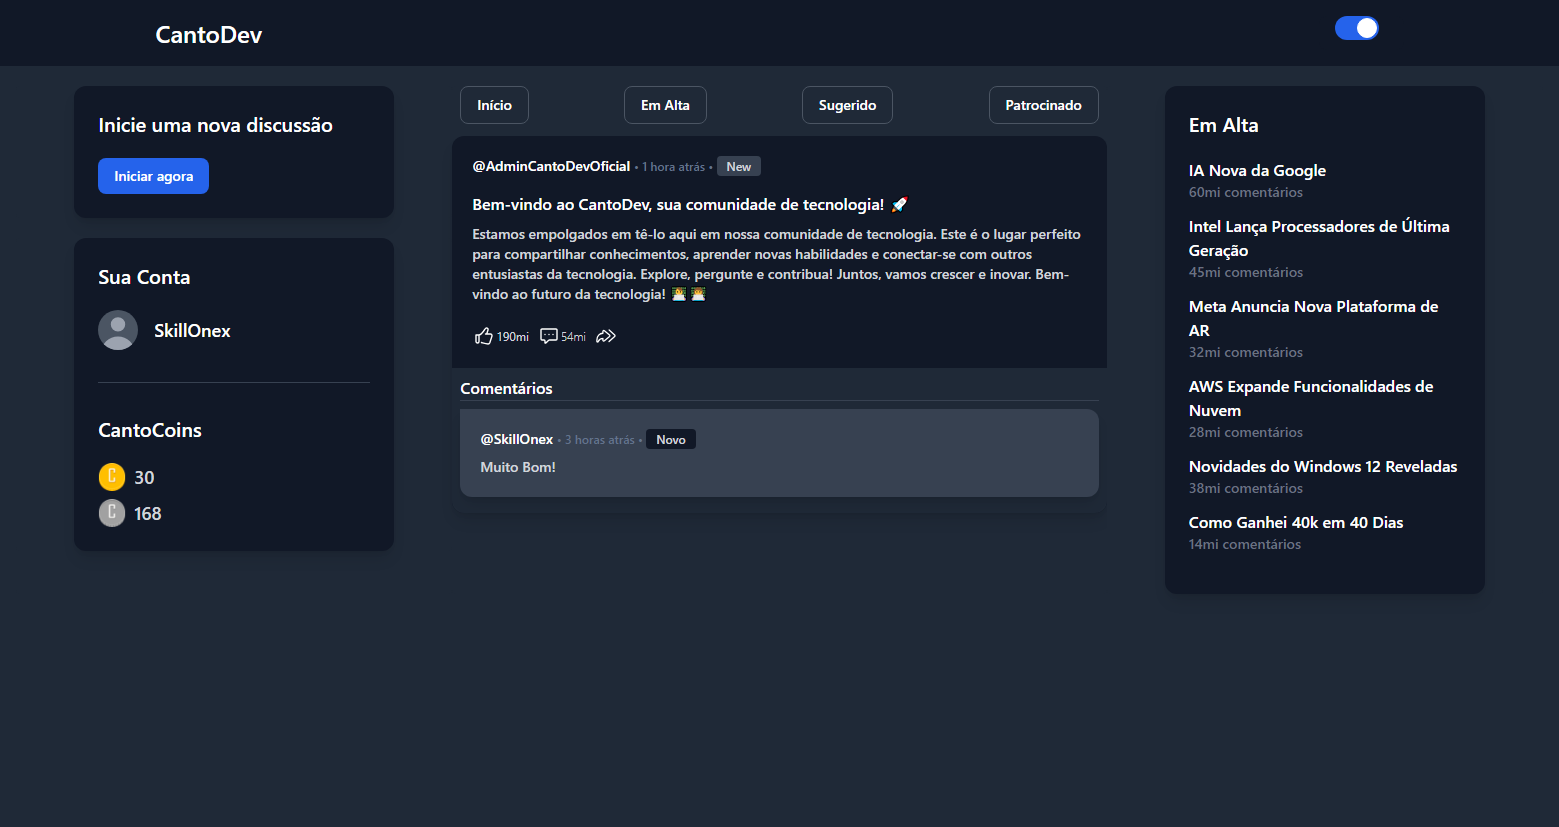 CantoDev
Inicie uma nova discussão
Iniciar agora
Sua Conta
SkillOnex
CantoCoins
C 30
C 168
Início
Em Alta
Sugerido
Patrocinado
@AdminCantoDevOficial • 1 hora atrás • New
Bem-vindo ao CantoDev, sua comunidade de tecnologia! 🚀
Estamos empolgados em tê-lo aqui em nossa comunidade de tecnologia. Este é o lugar perfeito
para compartilhar conhecimentos, aprender novas habilidades e conectar-se com outros
entusiastas da tecnologia. Explore, pergunte e contribua! Juntos, vamos crescer e inovar. Bem-
vindo ao futuro da tecnologia! 👨‍💻 👨‍💻
190mi 54mi
Comentários
@SkillOnex • 3 horas atrás • Novo
Muito Bom!
Em Alta
IA Nova da Google
60mi comentários
Intel Lança Processadores de Última
Geração
45mi comentários
Meta Anuncia Nova Plataforma de
AR
32mi comentários
AWS Expande Funcionalidades de
Nuvem
28mi comentários
Novidades do Windows 12 Reveladas
38mi comentários
Como Ganhei 40k em 40 Dias
14mi comentários